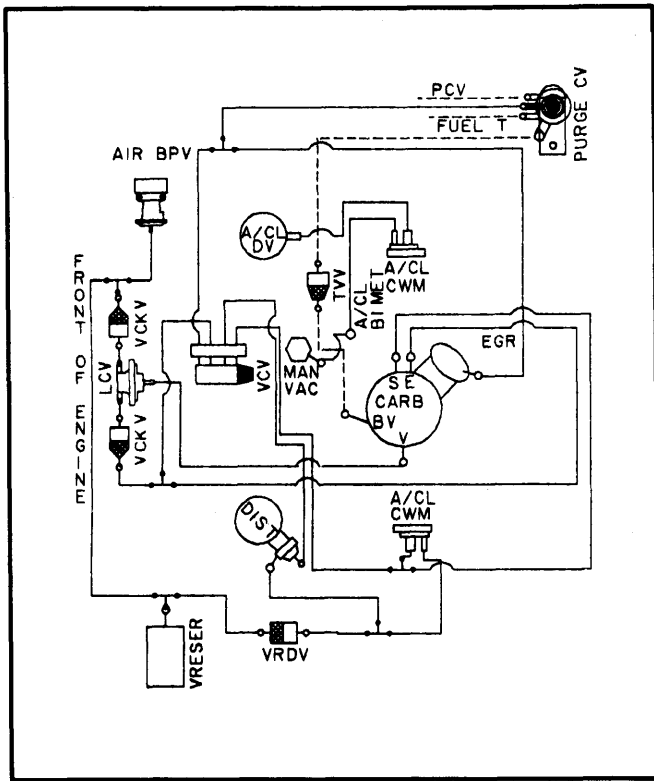 PCV
FUEL T
PURGE CV
AIR BPV
A/CL
DV
TVV
A/CL
BIMET
A/CL
CWM
FRONT OF ENGINE
VCKV
LCV
VCKV
VCV
MAN
VAC
S E
CARB
BV
V
EGR
DIST
A/CL
CWM
VRESER
VRDV